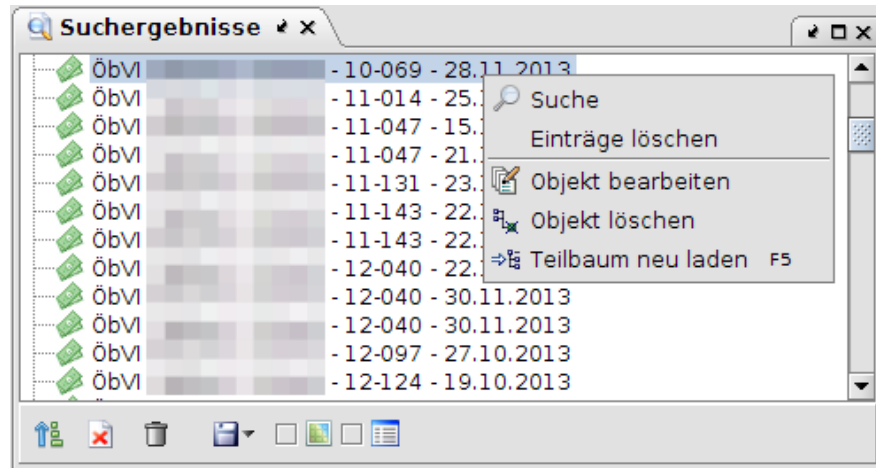 Suchergebnisse
ÖbVI - 10-069 - 28.11.2013
ÖbVI - 11-014 - 25.
ÖbVI - 11-047 - 15.
ÖbVI - 11-047 - 21.
ÖbVI - 11-131 - 23.
ÖbVI - 11-143 - 22.
ÖbVI - 11-143 - 22.
ÖbVI - 12-040 - 22.
ÖbVI - 12-040 - 30.11.2013
ÖbVI - 12-040 - 30.11.2013
ÖbVI - 12-097 - 27.10.2013
ÖbVI - 12-124 - 19.10.2013
Suche
Einträge löschen
Objekt bearbeiten
Objekt löschen
Teilbaum neu laden F5